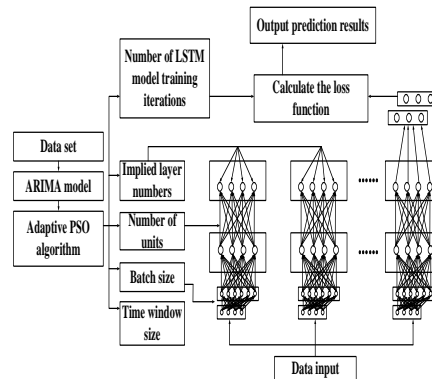 Output prediction results
Number of LSTM
model training
iterations
Calculate the loss
function
Data set
ARIMA model
Adaptive PSO
algorithm
Implied layer
numbers
Number of
units
Batch size
Time window
size
Data input